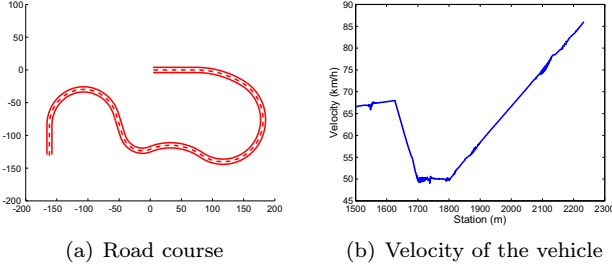 100
50
0
-50
-100
-150
-200
-200 -150 -100 -50 0 50 100 150 200
(a) Road course
90
85
80
75
70
65
60
55
50
45
1500 1600 1700 1800 1900 2000 2100 2200 2300
Velocity (km/h)
Station (m)
(b) Velocity of the vehicle